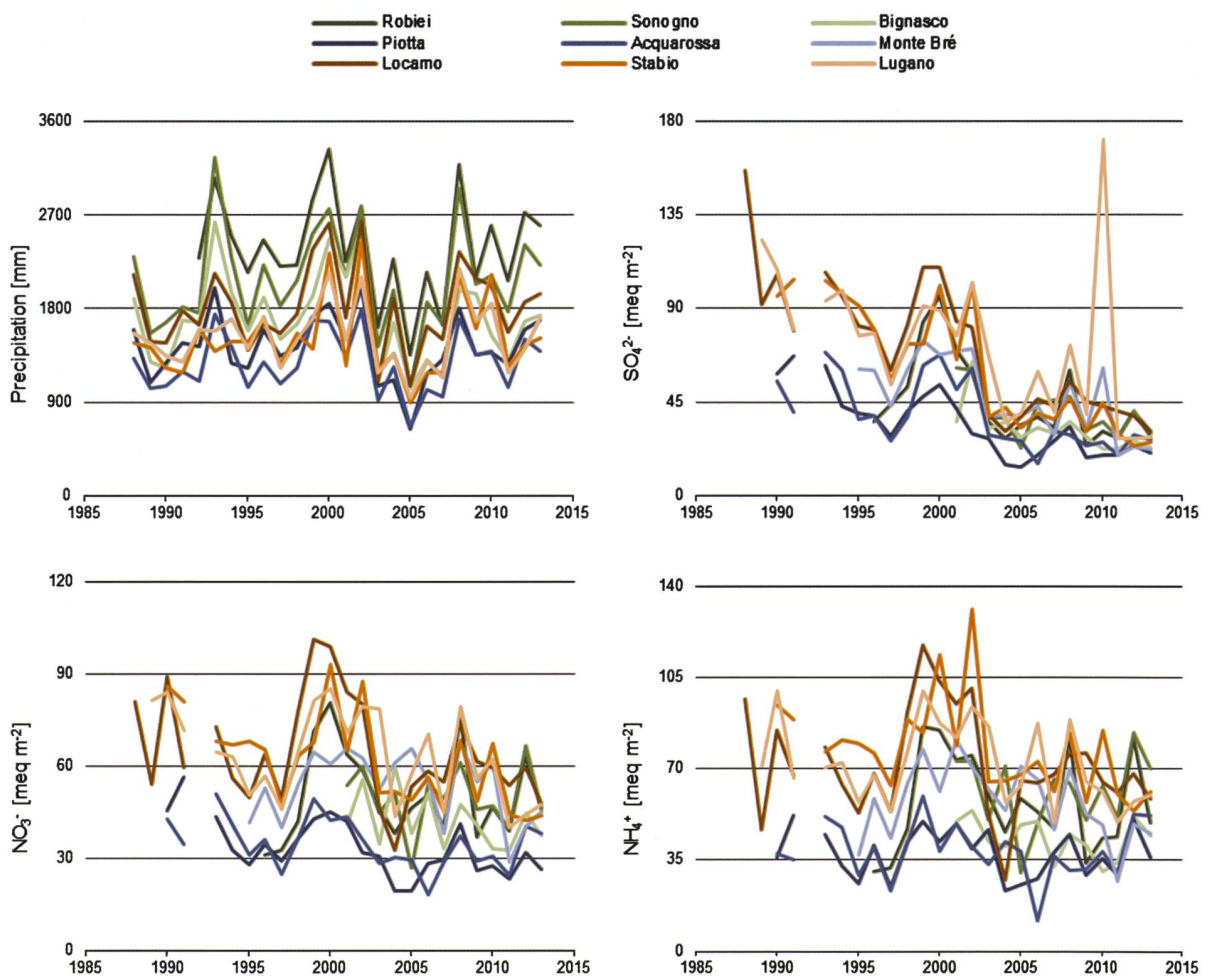 Robiei Sonogno Bignasco
Piotta Acquarossa Monte Bré
Locarno Stabio Lugano
3600
2700
1800
900
0
Precipitation [mm]
1985 1990 1995 2000 2005 2010 2015
180
135
90
45
0
SO₄²⁻ [meq m⁻²]
1985 1990 1995 2000 2005 2010 2015
120
90
60
30
0
NO₃⁻ [meq m⁻²]
1985 1990 1995 2000 2005 2010 2015
140
105
70
35
0
NH₄⁺ [meq m⁻²]
1985 1990 1995 2000 2005 2010 2015